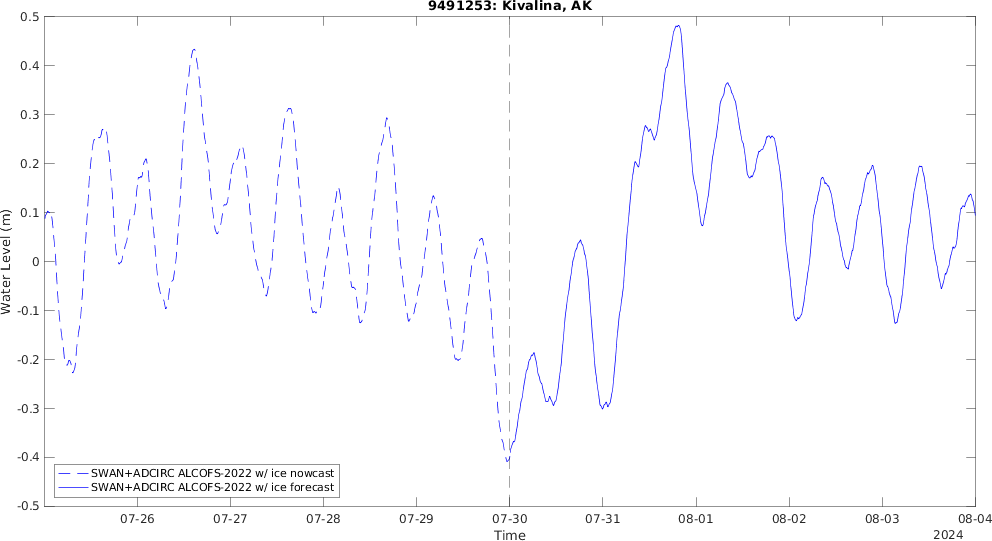 9491253: Kivalina, AK
0.5
0.4
0.3
0.2
0.1
0
-0.1
-0.2
-0.3
-0.4
-0.5
Water Level (m)
SWAN+ADCIRC ALCOFS-2022 w/ ice nowcast
SWAN+ADCIRC ALCOFS-2022 w/ ice forecast
07-26 07-27 07-28 07-29 07-30 07-31 08-01 08-02 08-03 08-04
Time
2024